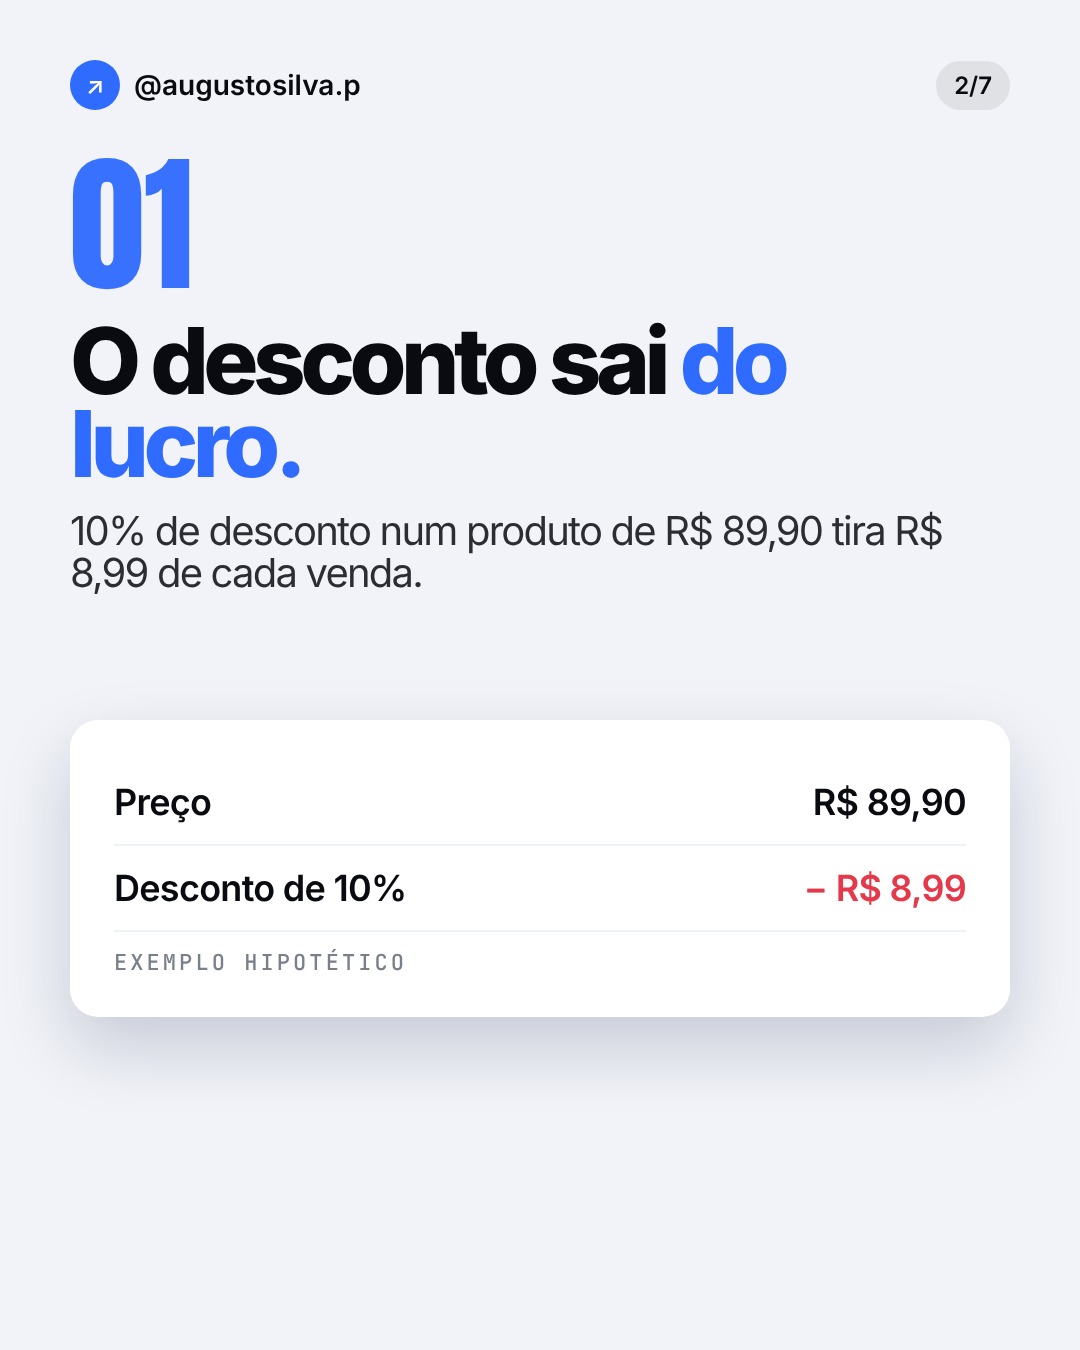 @augustosilva.p
2/7
01
O desconto sai do
lucro.
10% de desconto num produto de R$ 89,90 tira R$
8,99 de cada venda.
Preço R$ 89,90
Desconto de 10% – R$ 8,99
EXEMPLO HIPOTÉTICO